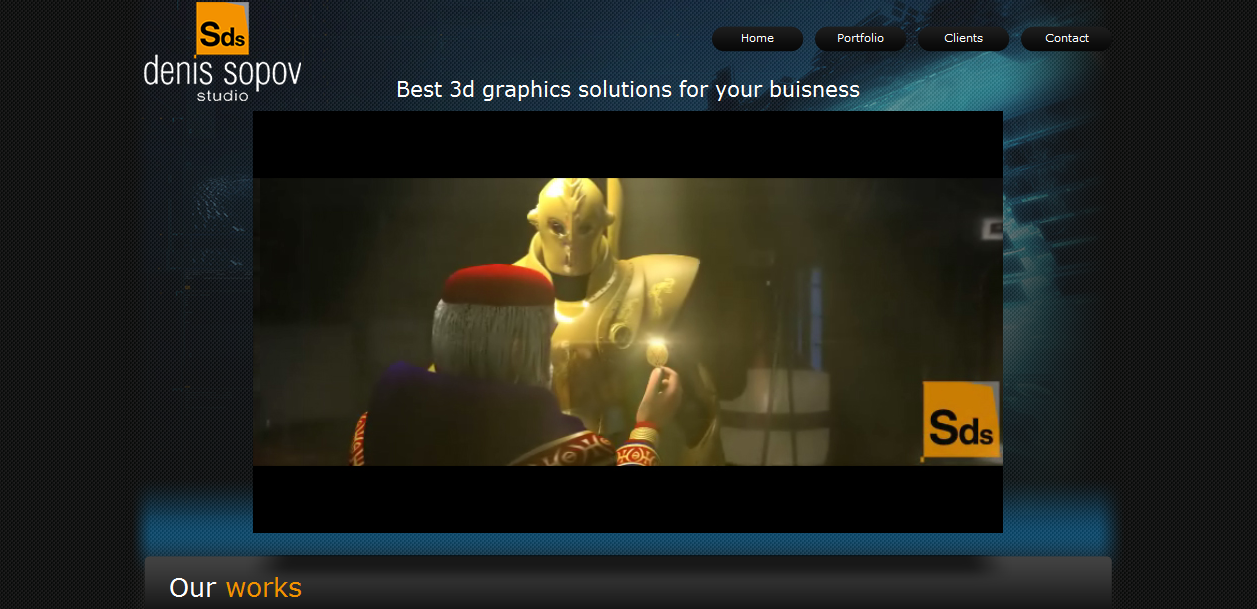 Sds
denis sopov
studio
Home
Portfolio
Clients
Contact
Best 3d graphics solutions for your buisness
Sds
Our works